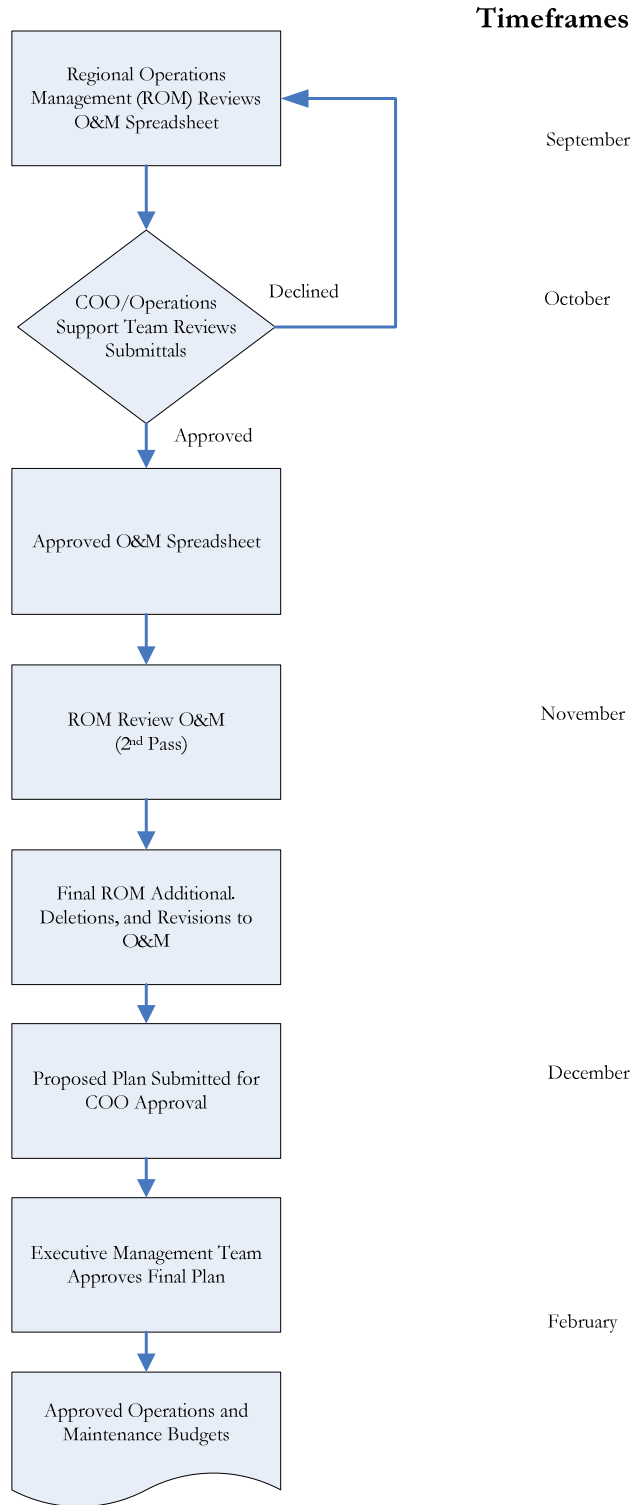 Timeframes
Regional Operations
Management (ROM) Reviews
O&M Spreadsheet
September
COO/Operations
Support Team Reviews
Submittals
Declined
October
Approved
Approved O&M Spreadsheet
ROM Review O&M
(2nd Pass)
November
Final ROM Additional.
Deletions, and Revisions to
O&M
Proposed Plan Submitted for
COO Approval
December
Executive Management Team
Approves Final Plan
February
Approved Operations and
Maintenance Budgets